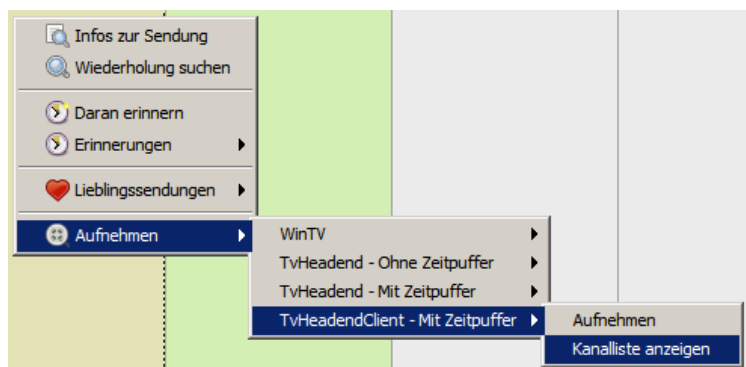 Infos zur Sendung
Wiederholung suchen
Daran erinnern
Erinnerungen
Lieblingssendungen
Aufnehmen
WinTV
TvHeadend - Ohne Zeitpuffer
TvHeadend - Mit Zeitpuffer
TvHeadendClient - Mit Zeitpuffer
Aufnehmen
Kanalliste anzeigen